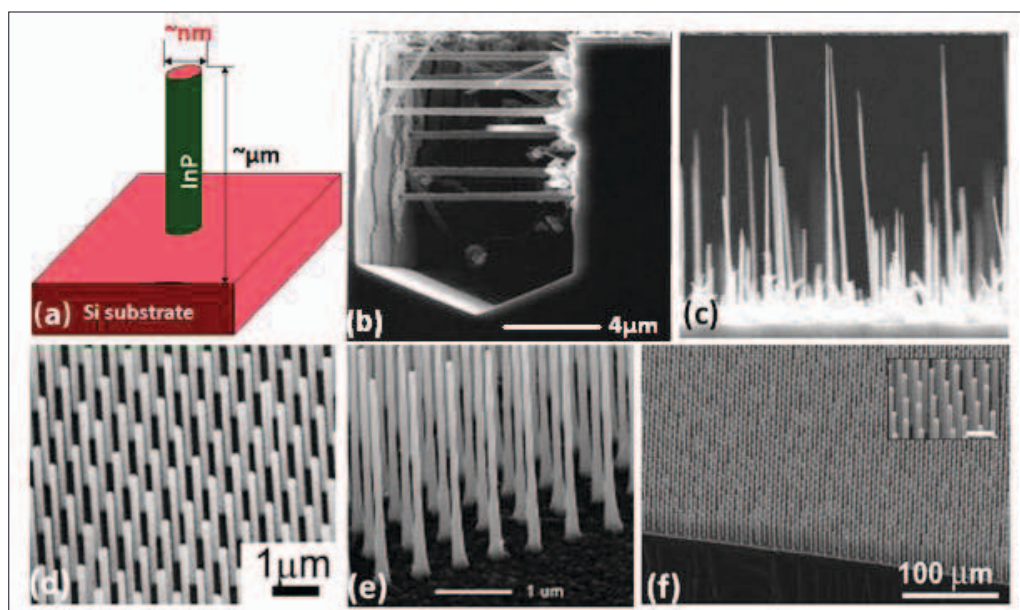 ~nm
~µm
InP
Si substrate
(a)
(b)
4µm
(c)
(d)
1µm
(e)
1 um
(f)
100 µm